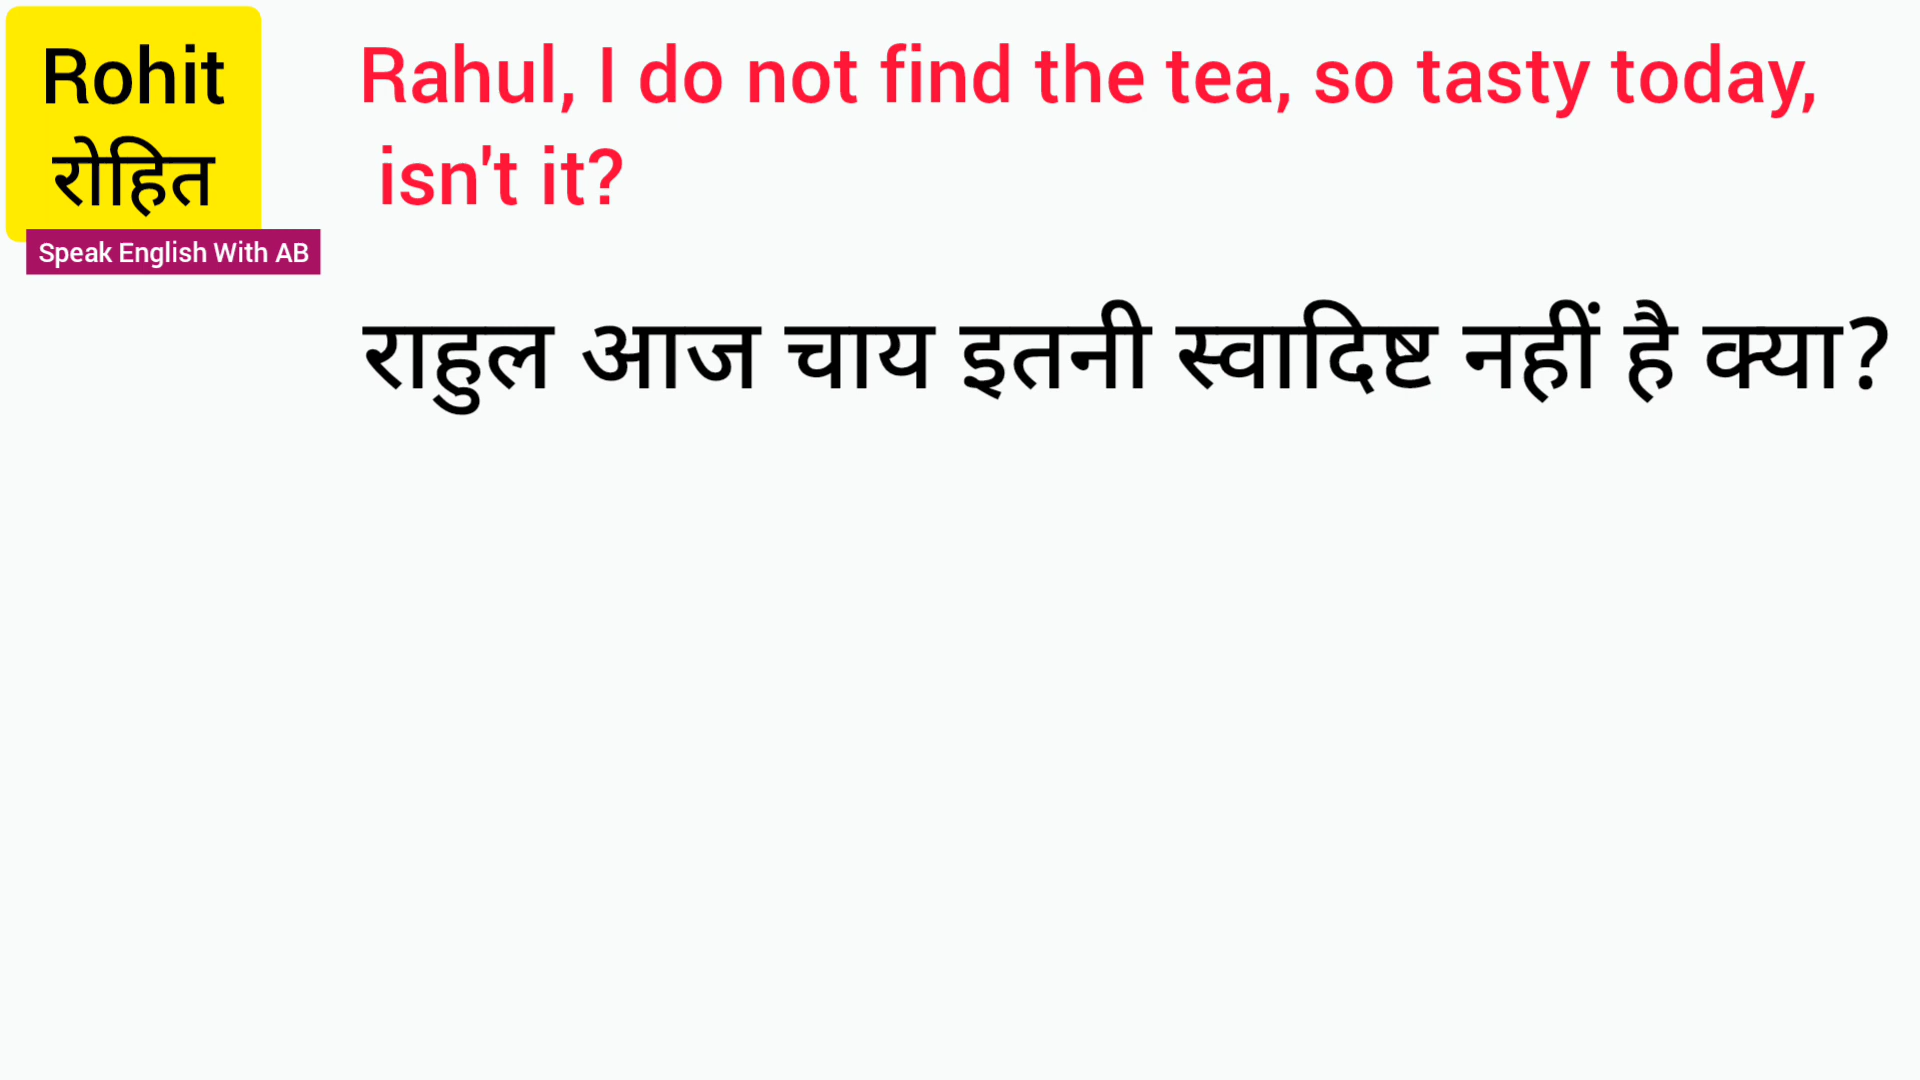 Rohit
रोहित
Speak English With AB
Rahul, I do not find the tea, so tasty today,
isn't it?
राहुल आज चाय इतनी स्वादिष्ट नहीं है क्या?